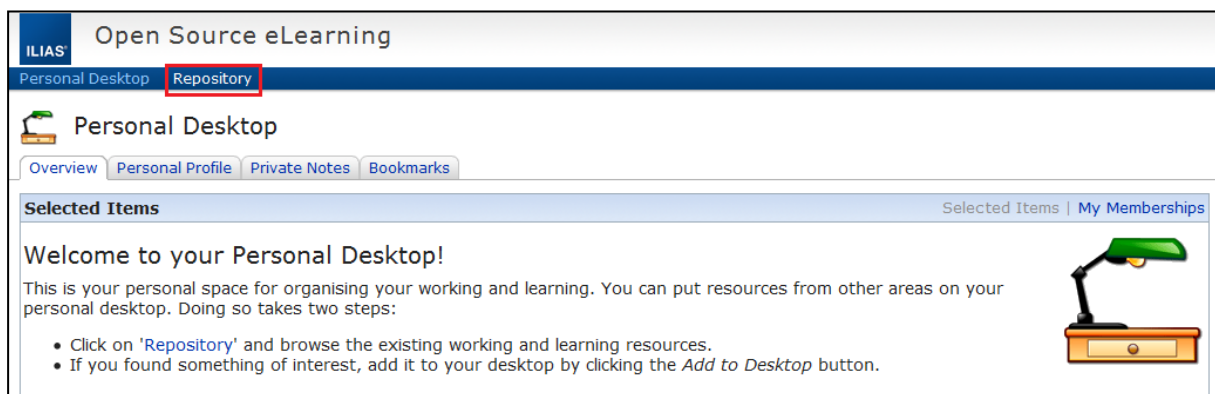 ILIAS
Open Source eLearning
Personal Desktop Repository
Personal Desktop
Overview Personal Profile Private Notes Bookmarks
Selected Items Selected Items | My Memberships
Welcome to your Personal Desktop!
This is your personal space for organising your working and learning. You can put resources from other areas on your
personal desktop. Doing so takes two steps:
• Click on 'Repository' and browse the existing working and learning resources.
• If you found something of interest, add it to your desktop by clicking the Add to Desktop button.